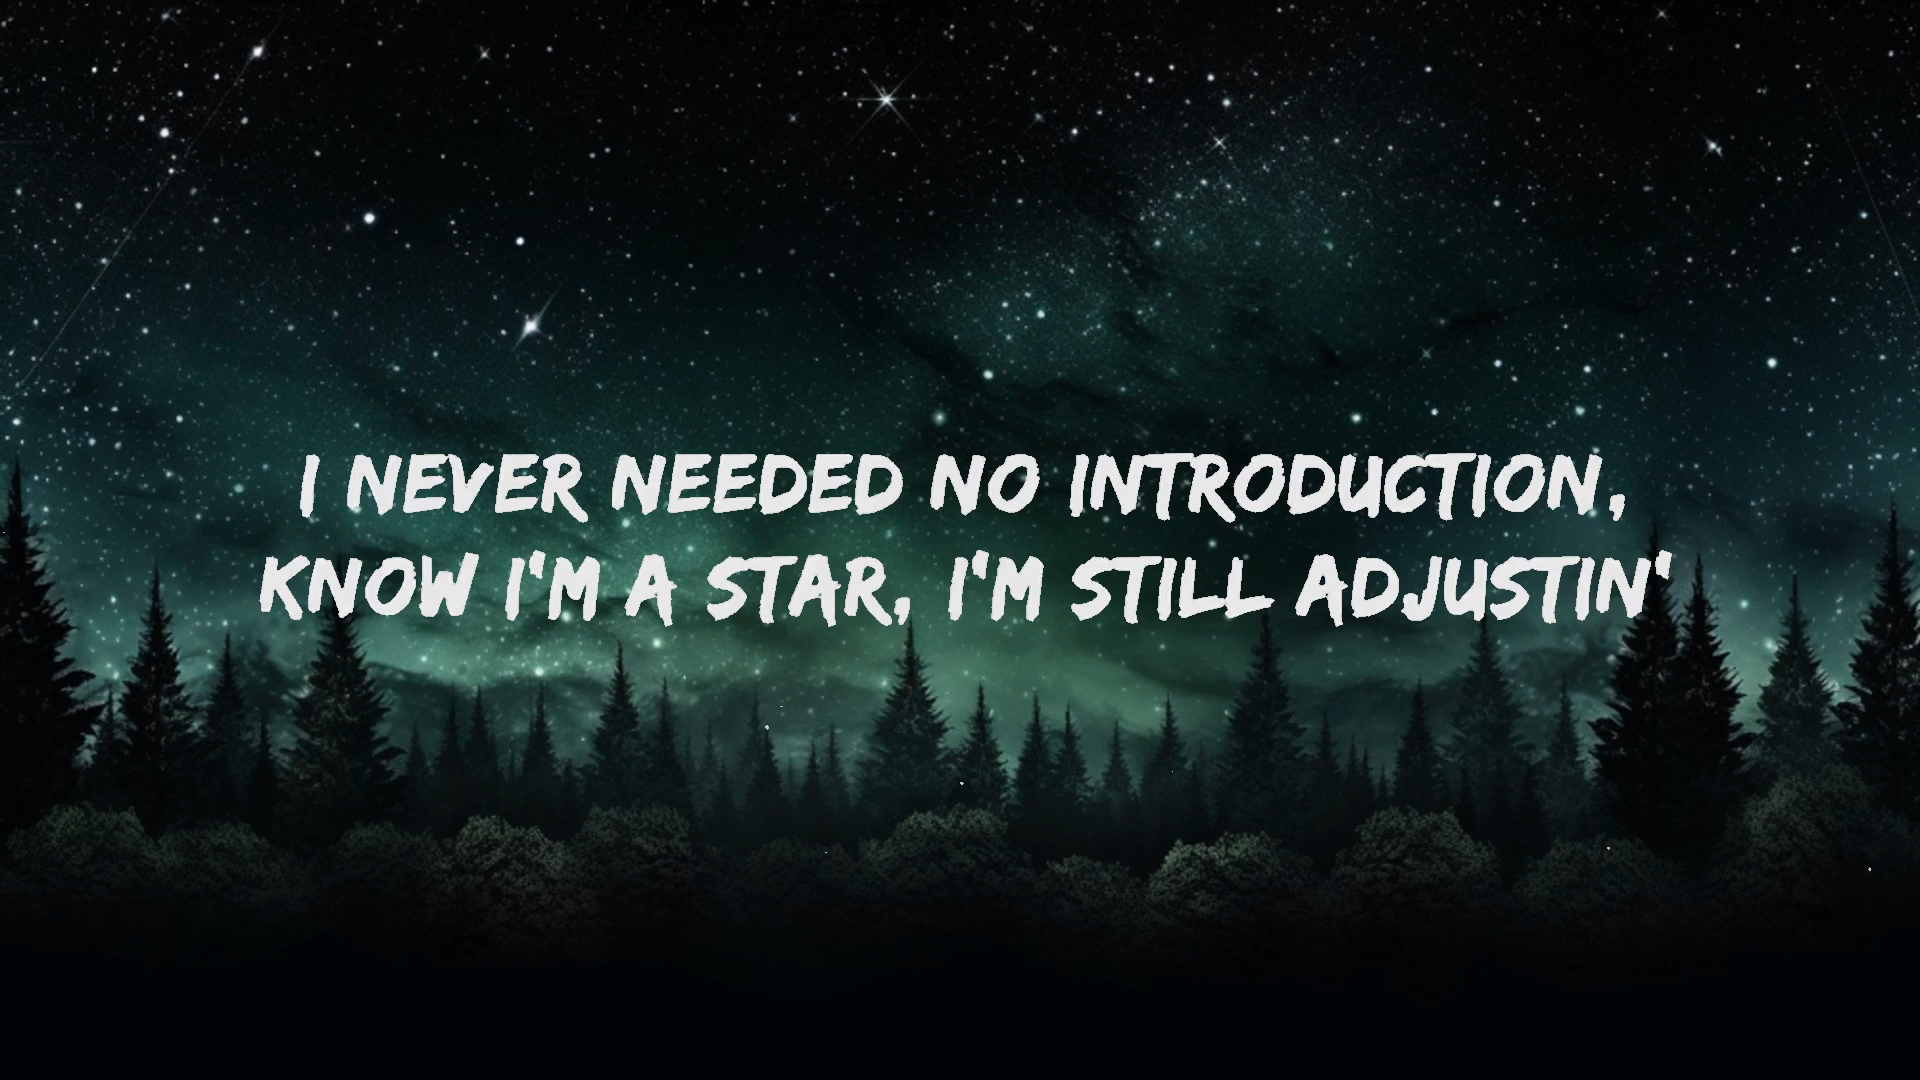 I NEVER NEEDED NO INTRODUCTION,
KNOW I'M A STAR, I'M STILL ADJUSTIN'